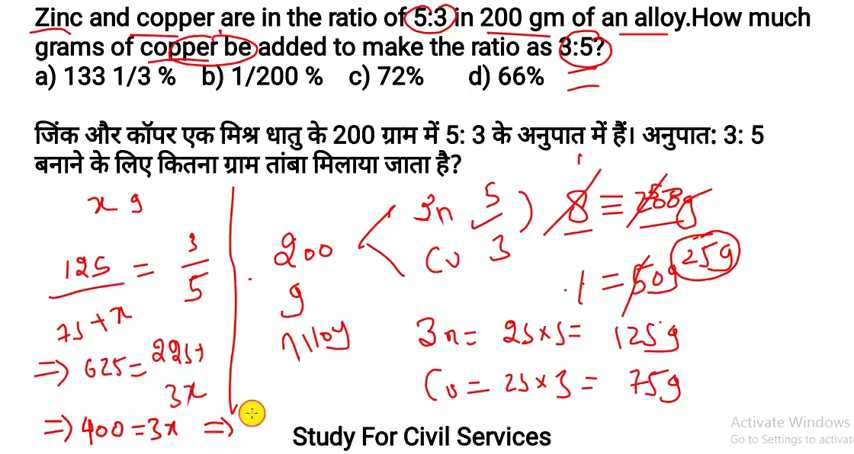 Zinc and copper are in the ratio of 5:3 in 200 gm of an alloy.How much
grams of copper be added to make the ratio as 3:5?
a) 133 1/3 %   b) 1/200 %   c) 72%   d) 66%
जिंक और कॉपर एक मिश्र धातु के 200 ग्राम में 5: 3 के अनुपात में हैं। अनुपात: 3: 5
बनाने के लिए कितना ग्राम तांबा मिलाया जाता है?
x g
125 / 75+x = 3/5
=> 625 = 225+
3x
=> 400 = 3x =>
200
g
Alloy
Zn 5
Cu 3
) 8 ≡ 200g
1
1 = 50g 25g
Zn = 25 x 5 = 125g
Cu = 25 x 3 = 75g
Study For Civil Services
Activate Windows
Go to Settings to activate